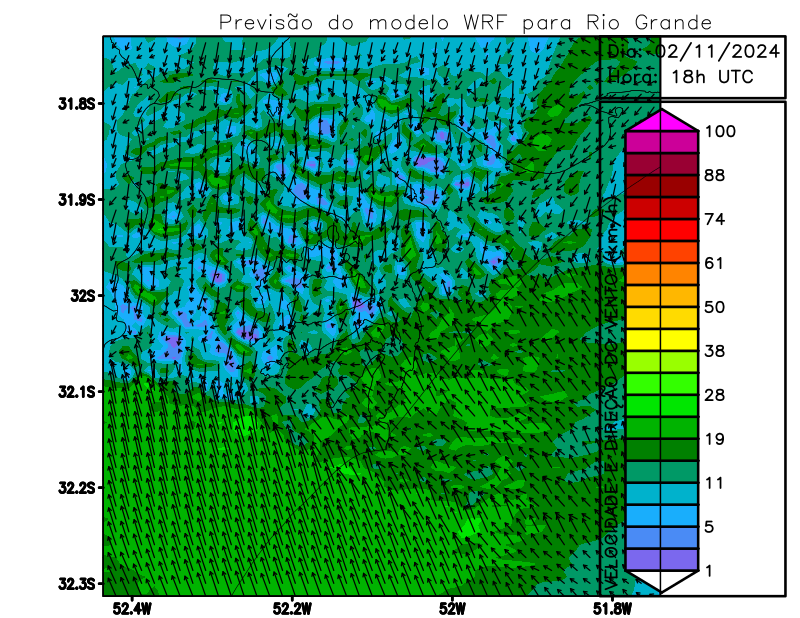 Previsão do modelo WRF para Rio Grande
Dia: 02/11/2024
Hora: 18h UTC
VELOCIDADE E DIREÇÃO DO VENTO (km/h)
100
88
74
61
50
38
28
19
11
5
1
31.8S
31.9S
32S
32.1S
32.2S
32.3S
52.4W
52.2W
52W
51.8W